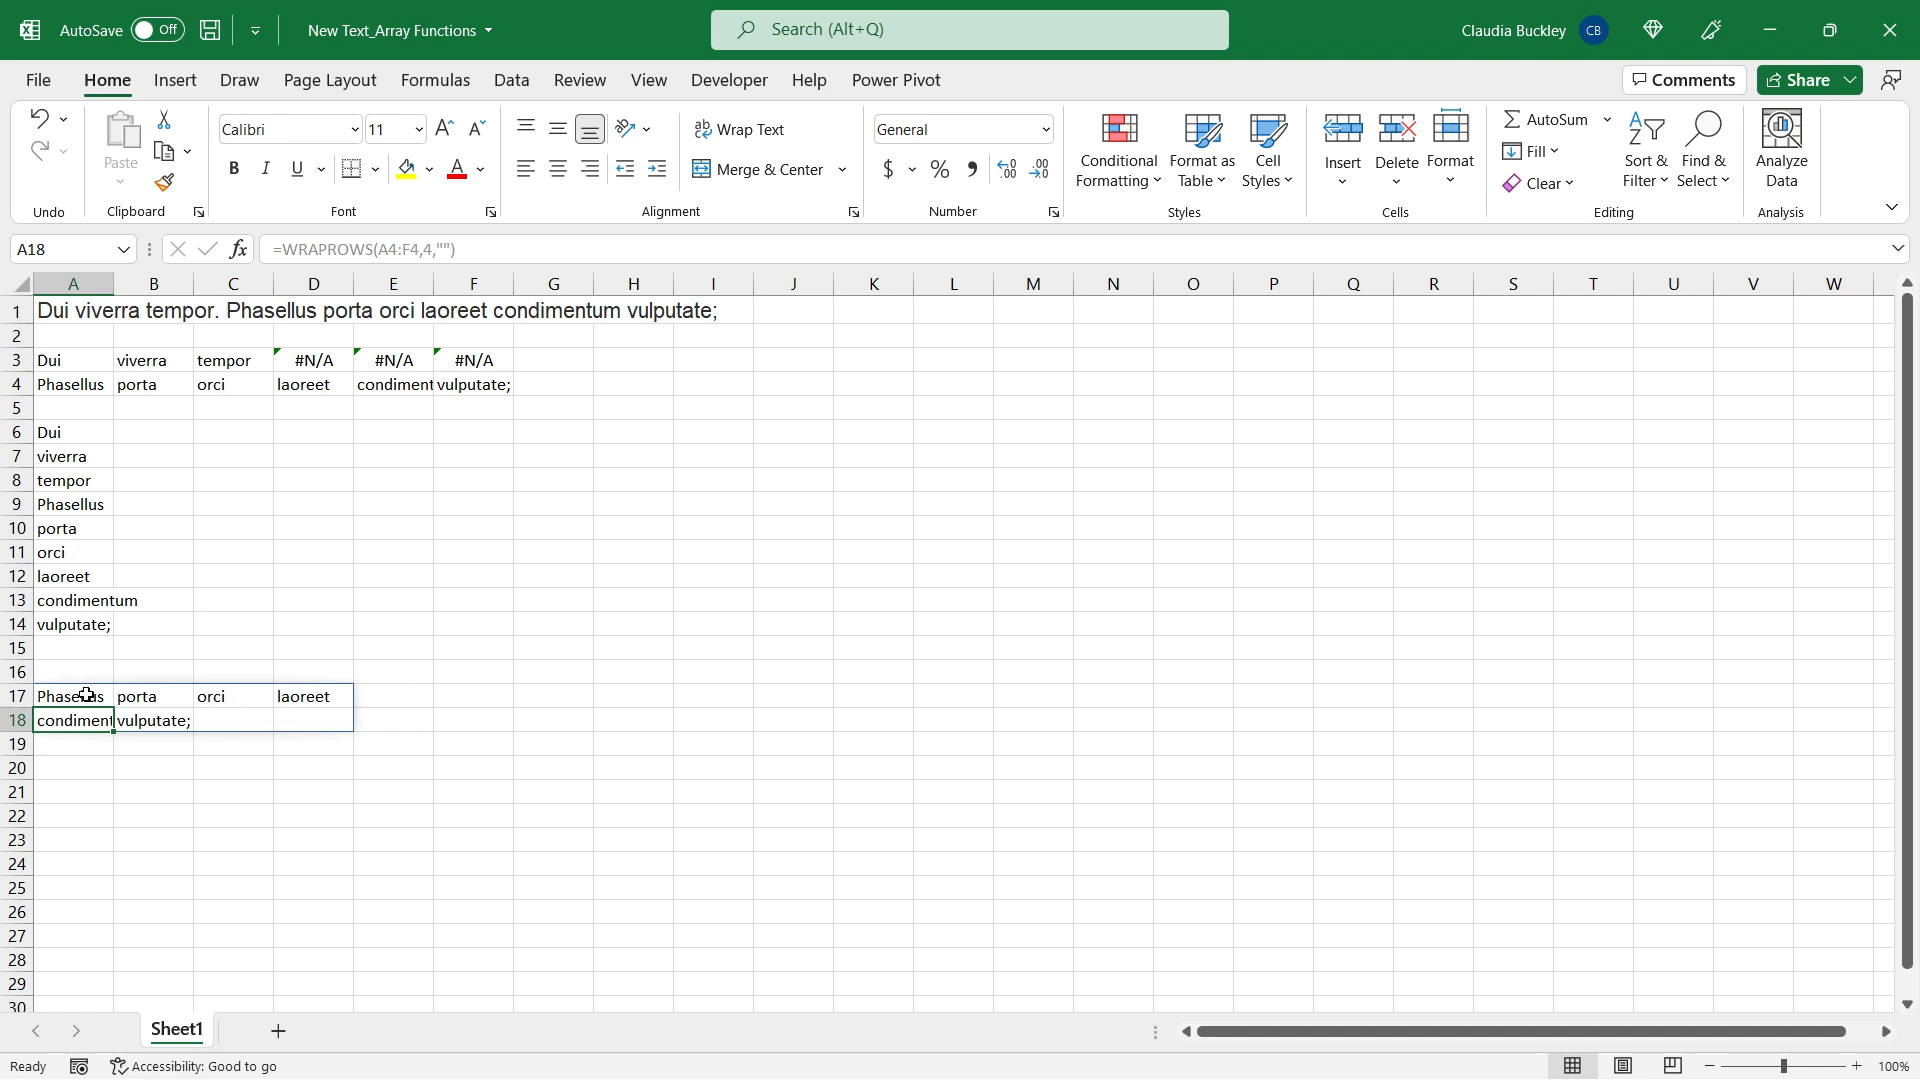 AutoSave Off New Text_Array Functions Search (Alt+Q) Claudia Buckley CB
File Home Insert Draw Page Layout Formulas Data Review View Developer Help Power Pivot Comments Share
Paste Calibri 11 Wrap Text General Conditional Formatting Format as Table Cell Styles Insert Delete Format AutoSum Sort & Filter Find & Select Analyze Data
B I U A Merge & Center $ % Fill Clear
Undo Clipboard Font Alignment Number Styles Cells Editing Analysis
A18 fx =WRAPROWS(A4:F4,4,"")
A B C D E F G H I J K L M N O P Q R S T U V W
1 Dui viverra tempor. Phasellus porta orci laoreet condimentum vulputate;
2
3 Dui viverra tempor #N/A #N/A #N/A
4 Phasellus porta orci laoreet condiment vulputate;
5
6 Dui
7 viverra
8 tempor
9 Phasellus
10 porta
11 orci
12 laoreet
13 condimentum
14 vulputate;
15
16
17 Phasellus porta orci laoreet
18 condiment vulputate;
19
20
21
22
23
24
25
26
27
28
29
30
Sheet1
Ready Accessibility: Good to go 100%